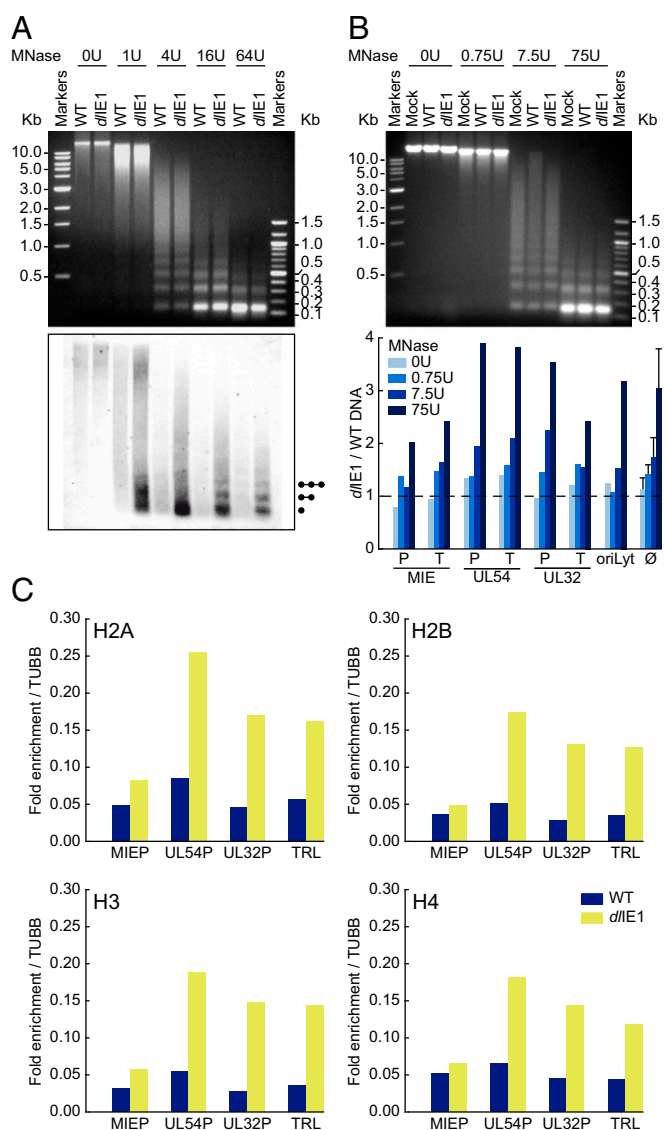 A
MNase 0U 1U 4U 16U 64U
Kb Markers WT dlIE1 WT dlIE1 WT dlIE1 WT dlIE1 WT dlIE1 Markers Kb
10.0
5.0
3.0
2.0
1.5
1.0
0.5
1.5
1.0
0.5
0.4
0.3
0.2
0.1
B
MNase 0U 0.75U 7.5U 75U
Kb Markers Mock WT dlIE1 Mock WT dlIE1 Mock WT dlIE1 Mock WT dlIE1 Markers Kb
10.0
5.0
3.0
2.0
1.5
1.0
0.5
1.5
1.0
0.5
0.4
0.3
0.2
0.1
dlIE1 / WT DNA
4
3
2
1
0
MNase
0U
0.75U
7.5U
75U
P T P T P T oriLyt Ø
MIE UL54 UL32
C
H2A
Fold enrichment / TUBB
0.30
0.25
0.20
0.15
0.10
0.05
0.00
MIEP UL54P UL32P TRL
H2B
Fold enrichment / TUBB
0.30
0.25
0.20
0.15
0.10
0.05
0.00
MIEP UL54P UL32P TRL
H3
Fold enrichment / TUBB
0.30
0.25
0.20
0.15
0.10
0.05
0.00
MIEP UL54P UL32P TRL
H4
WT
dlIE1
Fold enrichment / TUBB
0.30
0.25
0.20
0.15
0.10
0.05
0.00
MIEP UL54P UL32P TRL